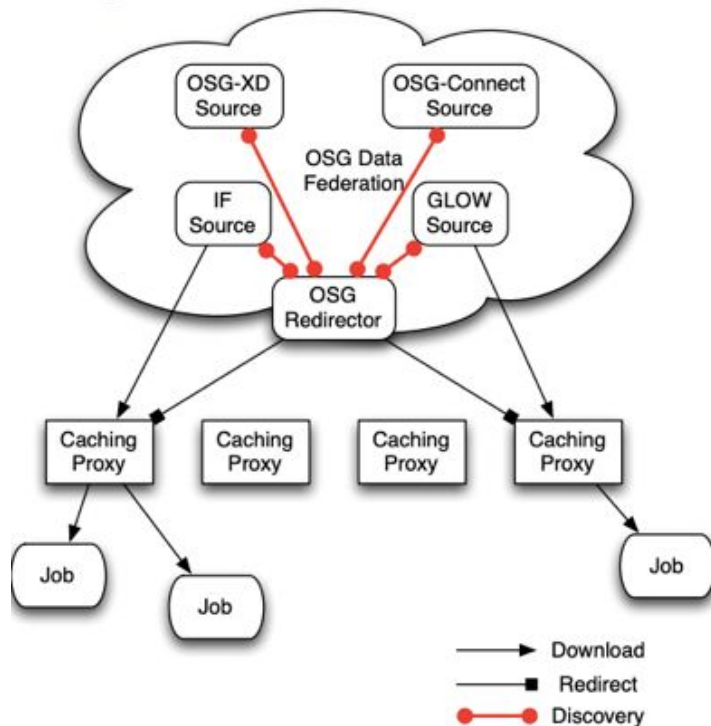 OSG-XD
Source
OSG-Connect
Source
OSG Data
Federation
IF
Source
GLOW
Source
OSG
Redirector
Caching
Proxy
Caching
Proxy
Caching
Proxy
Caching
Proxy
Job
Job
Job
Download
Redirect
Discovery